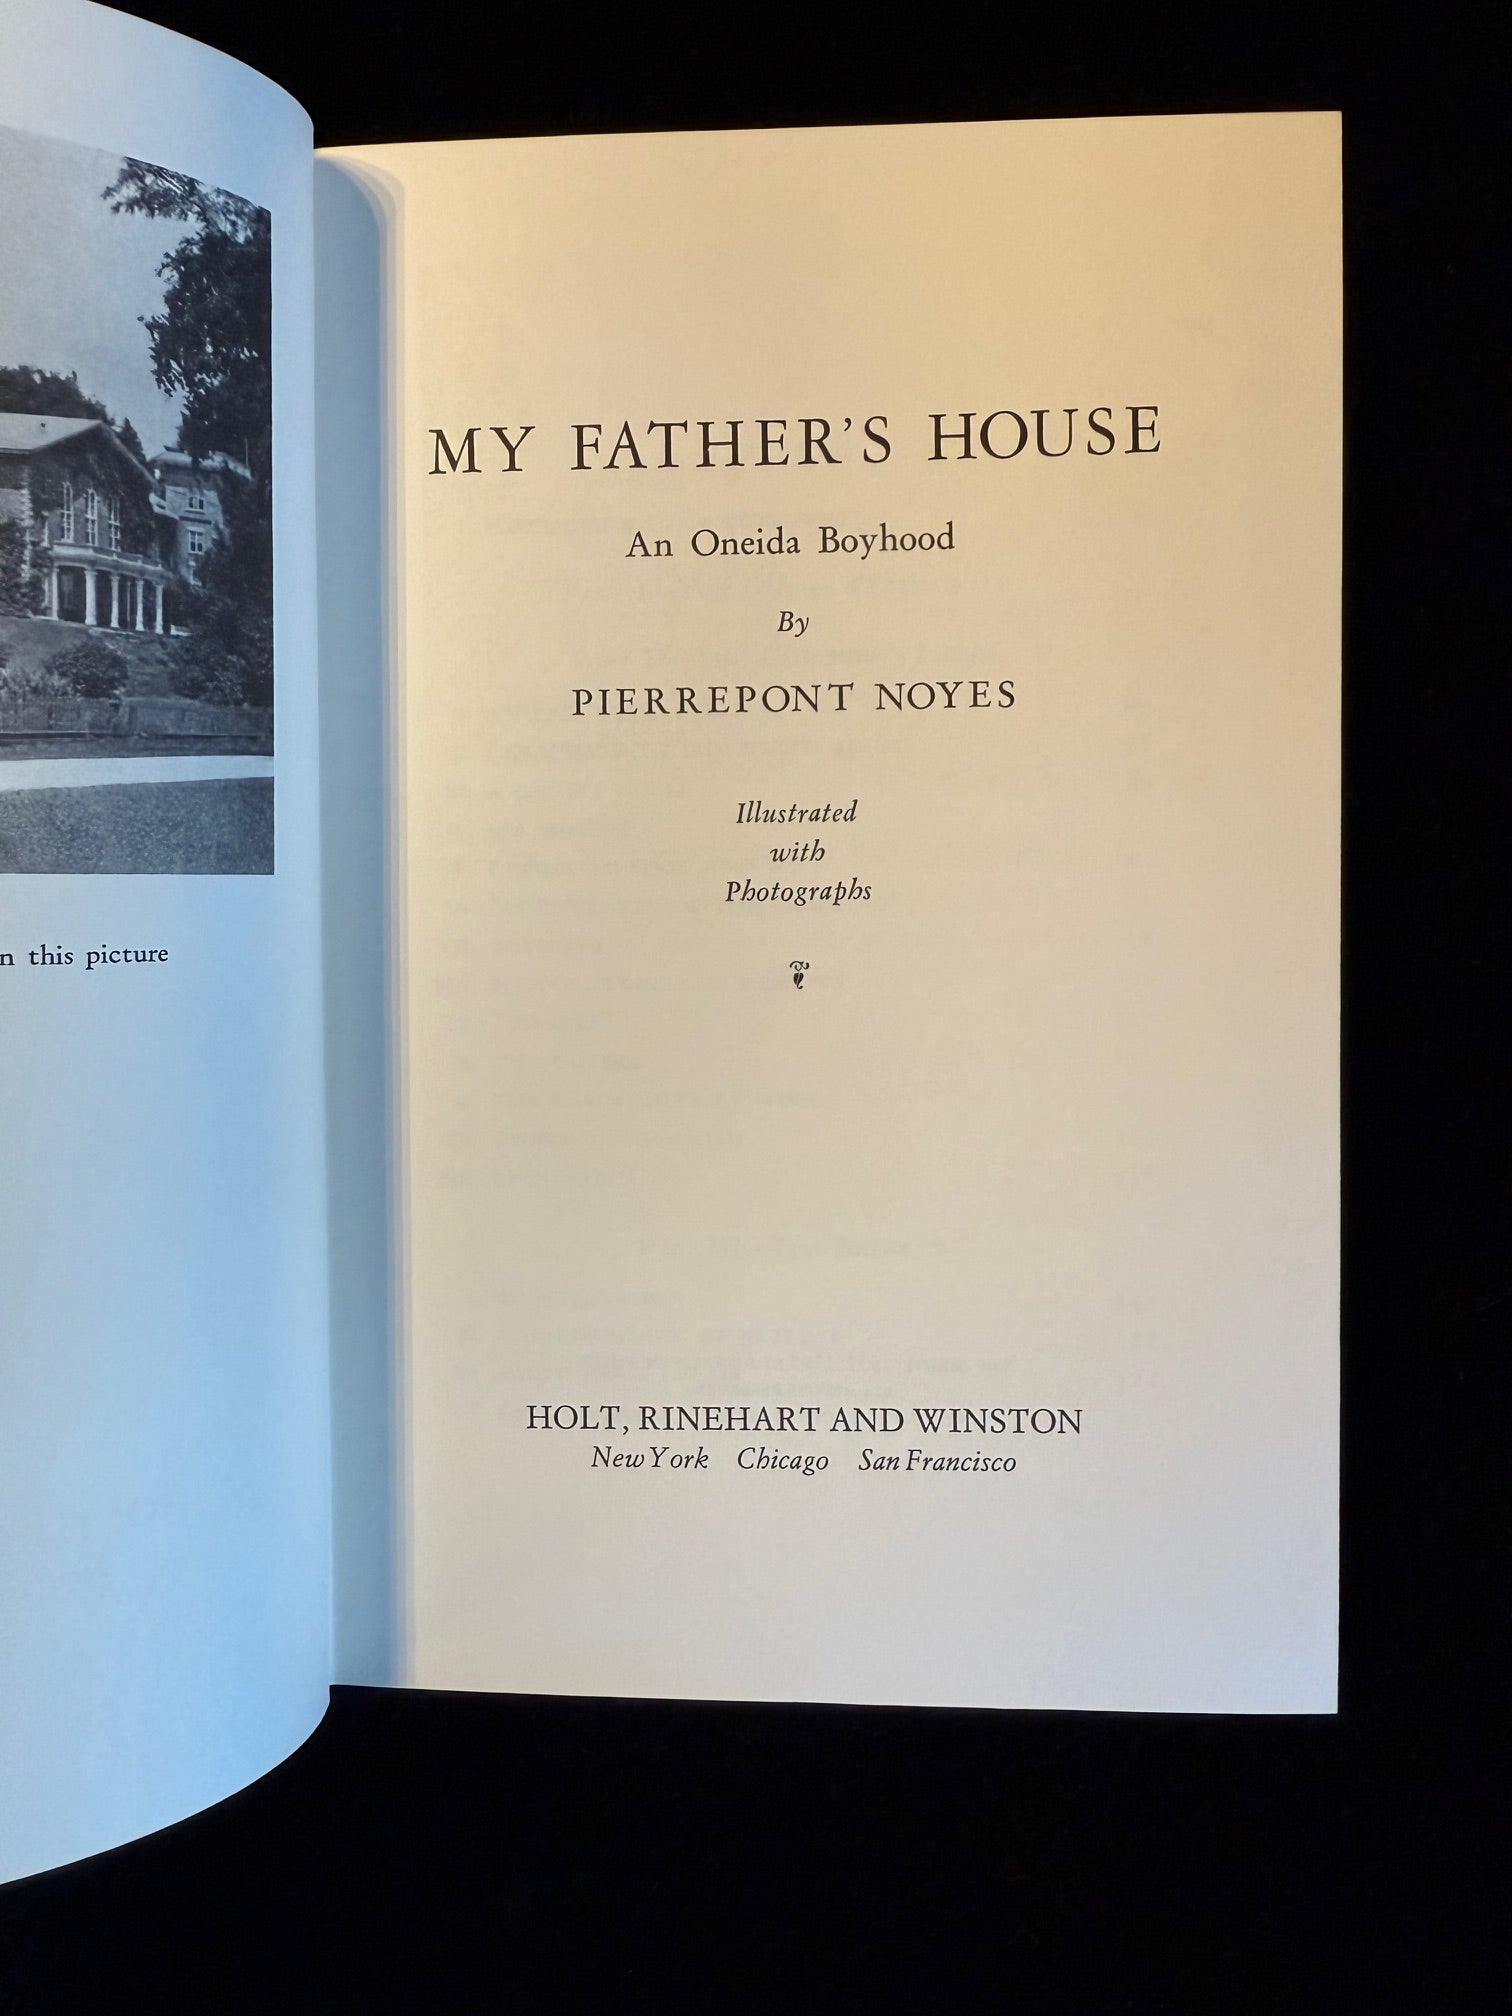 n this picture
MY FATHER'S HOUSE
An Oneida Boyhood
By
PIERREPONT NOYES
Illustrated
with
Photographs
HOLT, RINEHART AND WINSTON
New York Chicago San Francisco